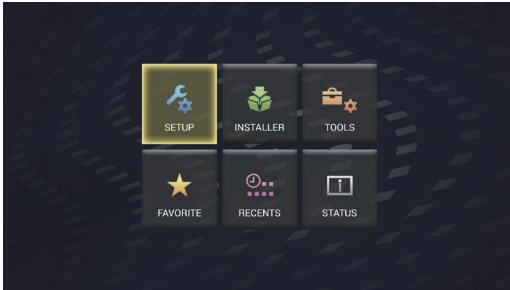 SETUP
INSTALLER
TOOLS
FAVORITE
RECENTS
STATUS